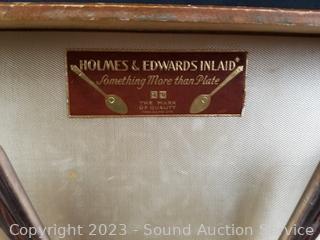 HOLMES & EDWARDS INLAID®
Something More than Plate
THE MARK
OF QUALITY
Copyright 2023 - Sound Auction Service